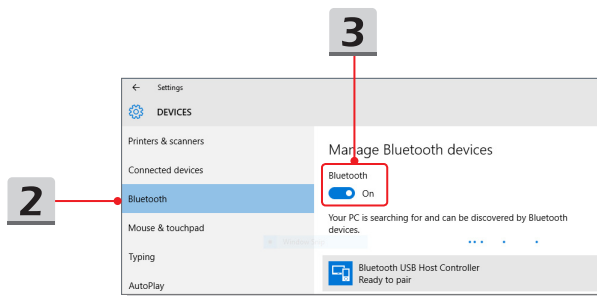 3
← Settings
DEVICES
Printers & scanners
Connected devices
Bluetooth
Mouse & touchpad
Typing
AutoPlay
2
Manage Bluetooth devices
Bluetooth
On
Your PC is searching for and can be discovered by Bluetooth
devices.
Bluetooth USB Host Controller
Ready to pair